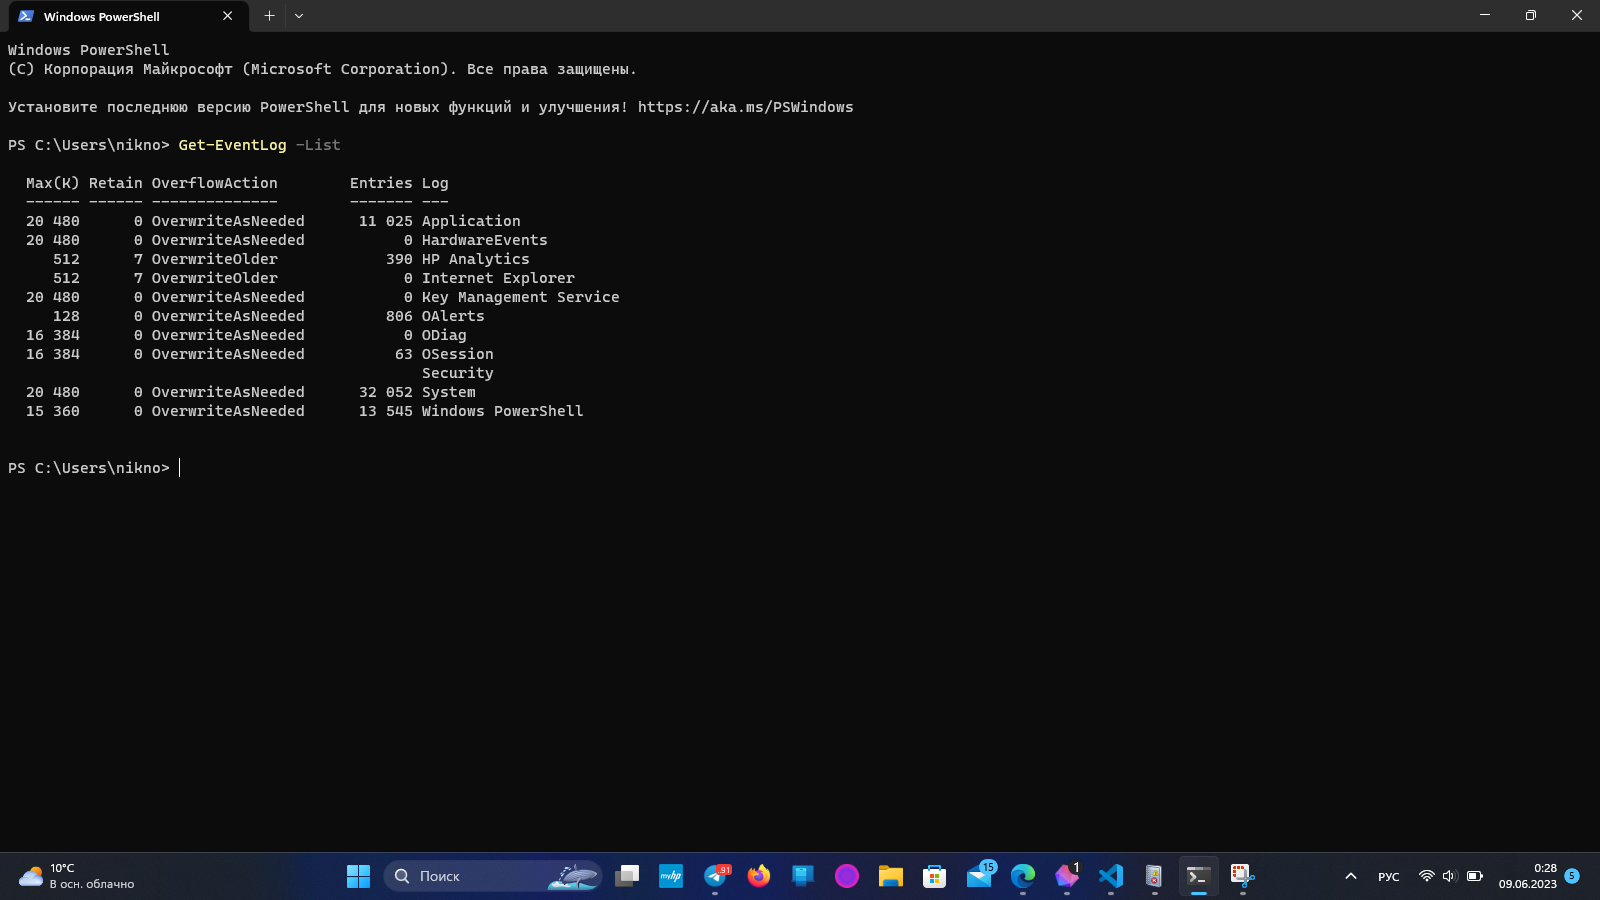 Windows PowerShell
Windows PowerShell
(C) Корпорация Майкрософт (Microsoft Corporation). Все права защищены.
Установите последнюю версию PowerShell для новых функций и улучшения! https://aka.ms/PSWindows
PS C:\Users\nikno> Get-EventLog -List
Max(K) Retain OverflowAction Entries Log
------ ------ -------------- ------- ---
20 480 0 OverwriteAsNeeded 11 025 Application
20 480 0 OverwriteAsNeeded 0 HardwareEvents
512 7 OverwriteOlder 390 HP Analytics
512 7 OverwriteOlder 0 Internet Explorer
20 480 0 OverwriteAsNeeded 0 Key Management Service
128 0 OverwriteAsNeeded 806 OAlerts
16 384 0 OverwriteAsNeeded 0 ODiag
16 384 0 OverwriteAsNeeded 63 OSession
Security
20 480 0 OverwriteAsNeeded 32 052 System
15 360 0 OverwriteAsNeeded 13 545 Windows PowerShell
PS C:\Users\nikno>
10°C
В осн. облачно
Поиск
myhp
91
15
1
РУС
0:28
09.06.2023
5